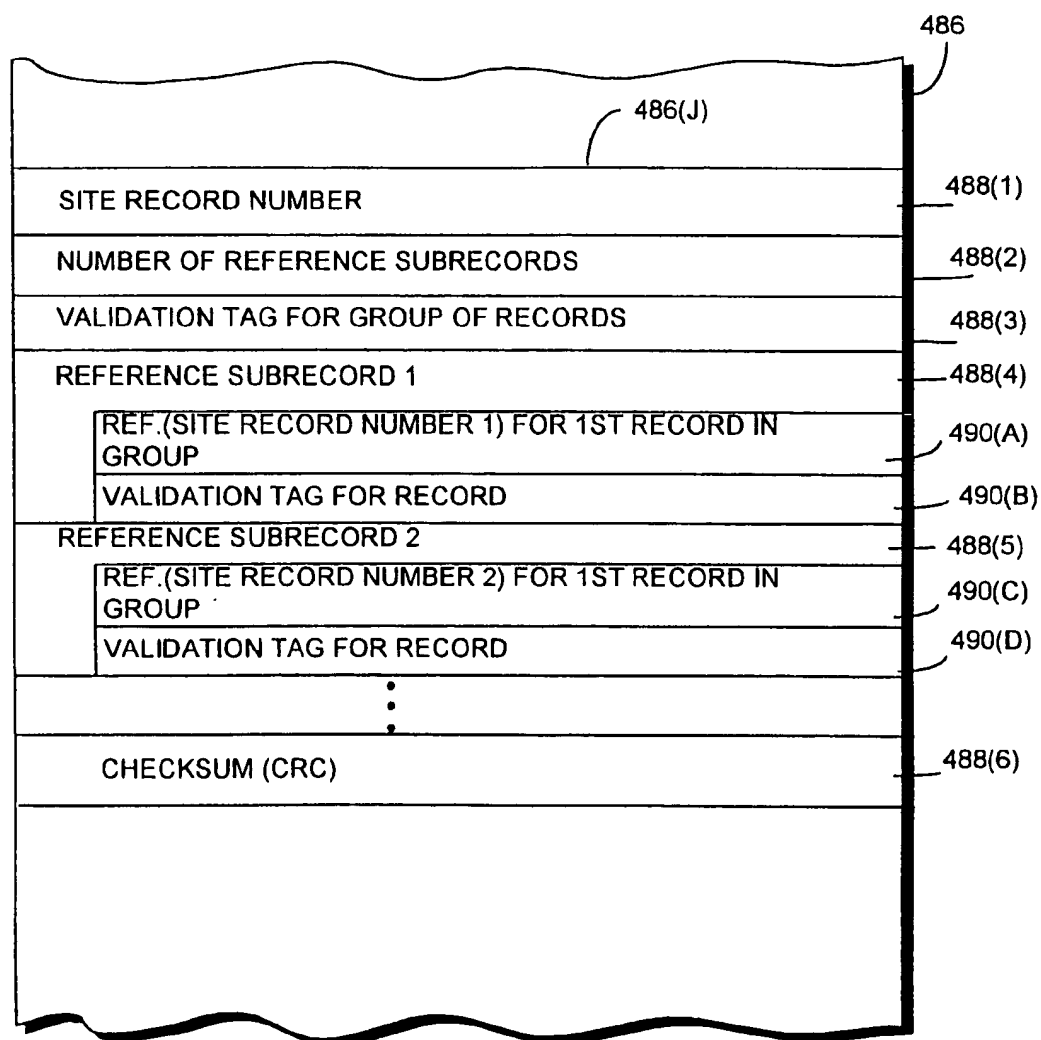 486
486(J)
SITE RECORD NUMBER 488(1)
NUMBER OF REFERENCE SUBRECORDS 488(2)
VALIDATION TAG FOR GROUP OF RECORDS 488(3)
REFERENCE SUBRECORD 1 488(4)
REF.(SITE RECORD NUMBER 1) FOR 1ST RECORD IN 490(A)
GROUP
VALIDATION TAG FOR RECORD 490(B)
REFERENCE SUBRECORD 2 488(5)
REF.(SITE RECORD NUMBER 2) FOR 1ST RECORD IN 490(C)
GROUP
VALIDATION TAG FOR RECORD 490(D)
CHECKSUM (CRC) 488(6)